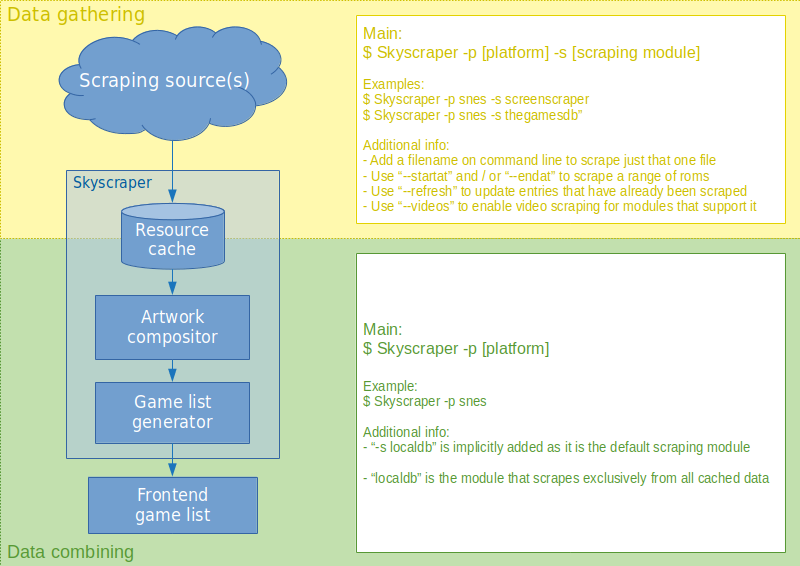 Data gathering
Scraping source(s)
Skyscraper
Resource
cache
Artwork
compositor
Game list
generator
Frontend
game list
Data combining
Main:
$ Skyscraper -p [platform] -s [scraping module]
Examples:
$ Skyscraper -p snes -s screenscraper
$ Skyscraper -p snes -s thegamesdb”
Additional info:
- Add a filename on command line to scrape just that one file
- Use “--startat” and / or “--endat” to scrape a range of roms
- Use “--refresh” to update entries that have already been scraped
- Use “--videos” to enable video scraping for modules that support it
Main:
$ Skyscraper -p [platform]
Example:
$ Skyscraper -p snes
Additional info:
- “-s localdb” is implicitly added as it is the default scraping module
- “localdb” is the module that scrapes exclusively from all cached data